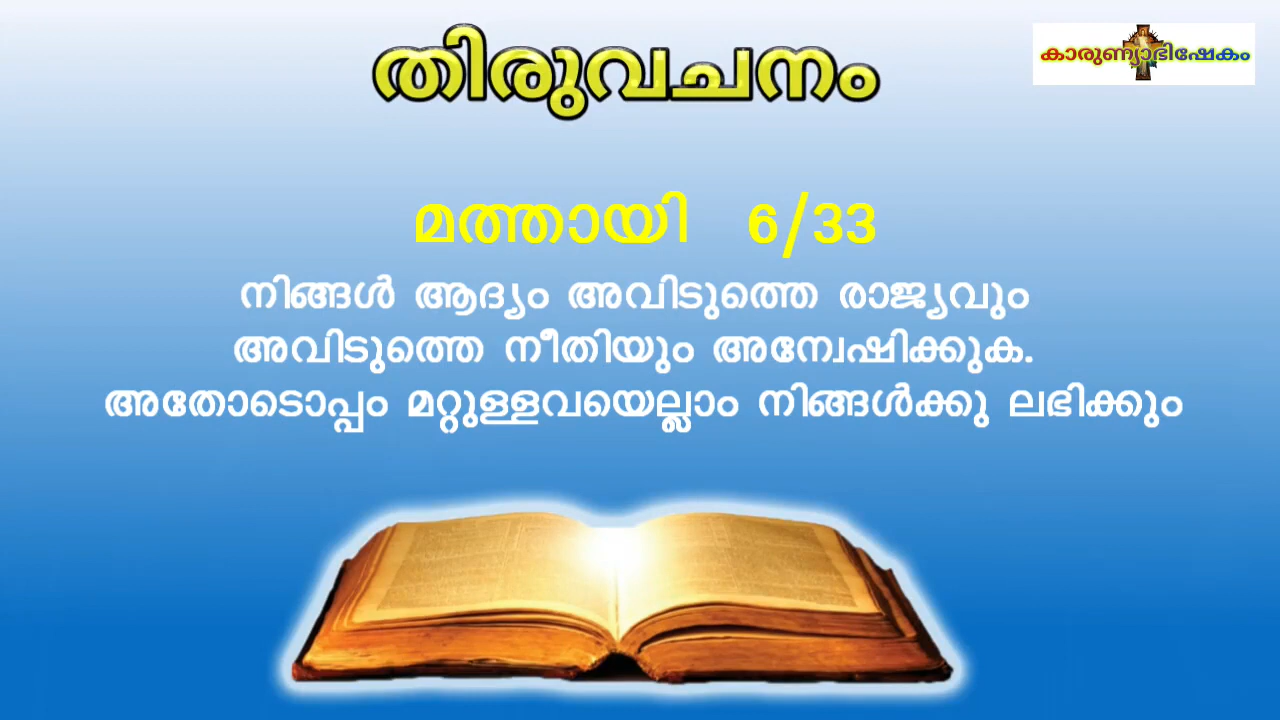 തിരുവചനം
കാരുണ്യാഭിഷേകം
മത്തായി 6/33
നിങ്ങൾ ആദ്യം അവിടുത്തെ രാജ്യവും
അവിടുത്തെ നീതിയും അന്വേഷിക്കുക.
അതോടൊപ്പം മറ്റുള്ളവയെല്ലാം നിങ്ങൾക്കു ലഭിക്കും